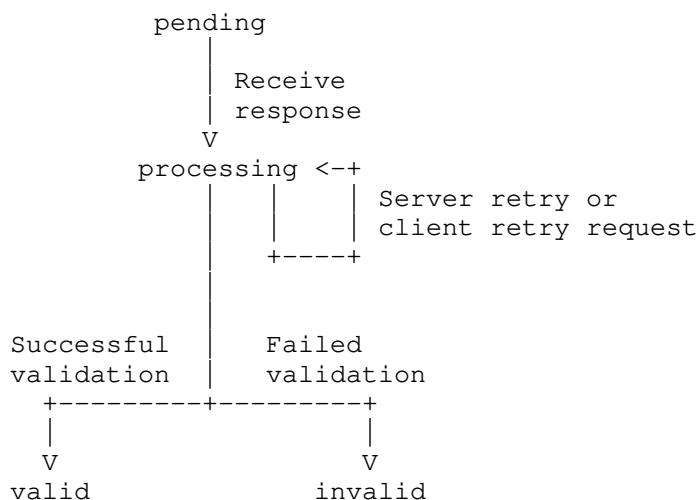 pending
Receive
response
processing
Server retry or
client retry request
Successful Failed
validation validation
valid invalid